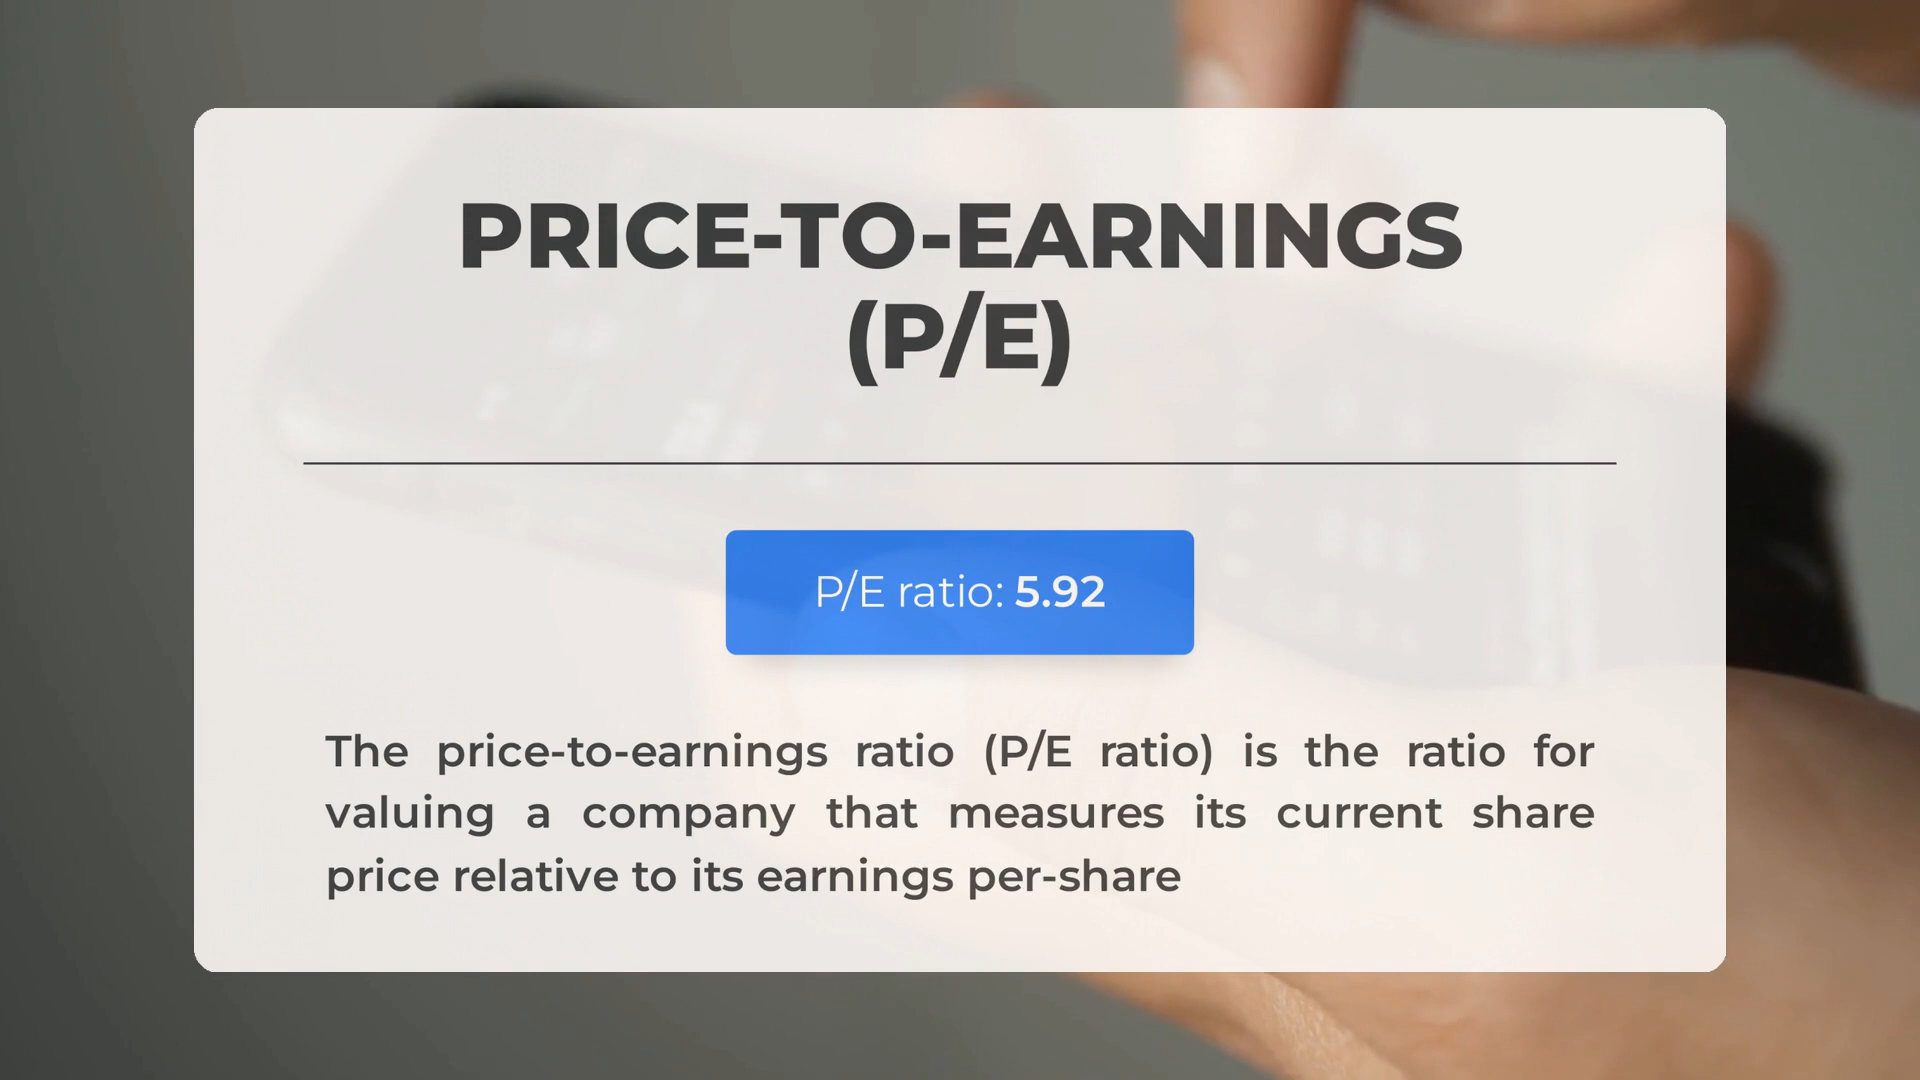 PRICE-TO-EARNINGS
(P/E)
P/E ratio: 5.92
The price-to-earnings ratio (P/E ratio) is the ratio for
valuing a company that measures its current share
price relative to its earnings per-share